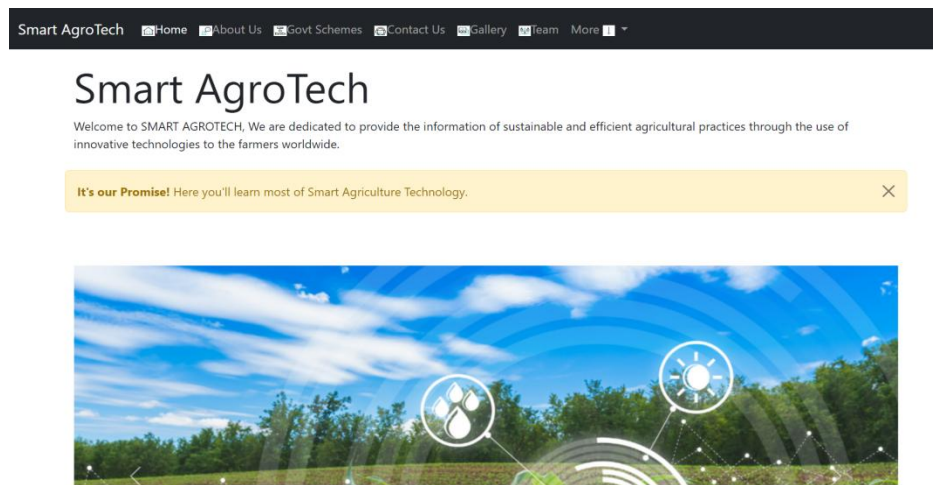 Smart AgroTech Home About Us Govt Schemes Contact Us Gallery Team More
Smart AgroTech
Welcome to SMART AGROTECH, We are dedicated to provide the information of sustainable and efficient agricultural practices through the use of
innovative technologies to the farmers worldwide.
It's our Promise! Here you'll learn most of Smart Agriculture Technology.